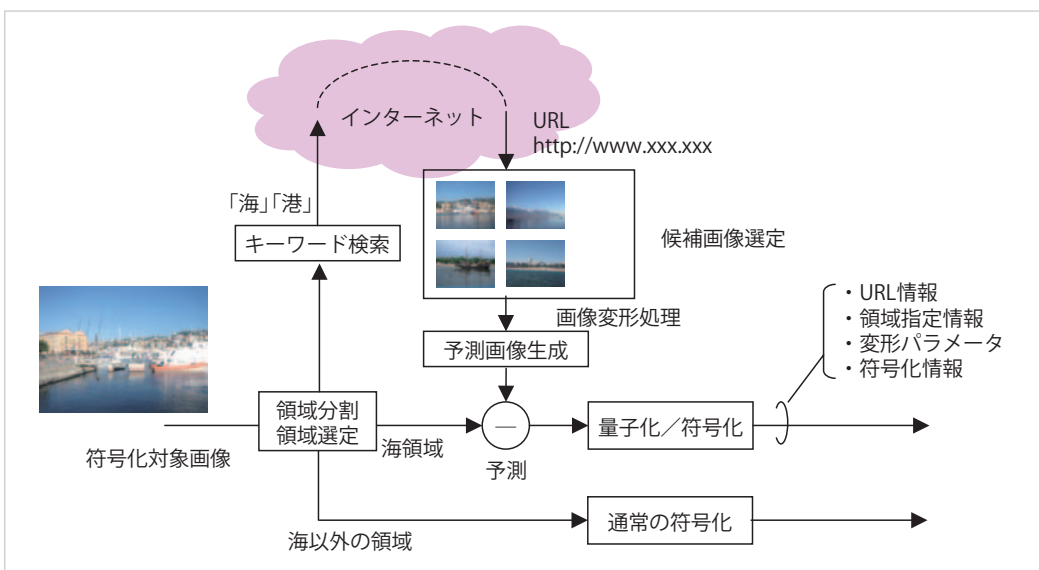 インターネット
URL
http://www.xxx.xxx
「海」「港」
キーワード検索
候補画像選定
画像変形処理
予測画像生成
・URL情報
・領域指定情報
・変形パラメータ
・符号化情報
領域分割
領域選定
海領域
―
予測
量子化／符号化
符号化対象画像
海以外の領域
通常の符号化